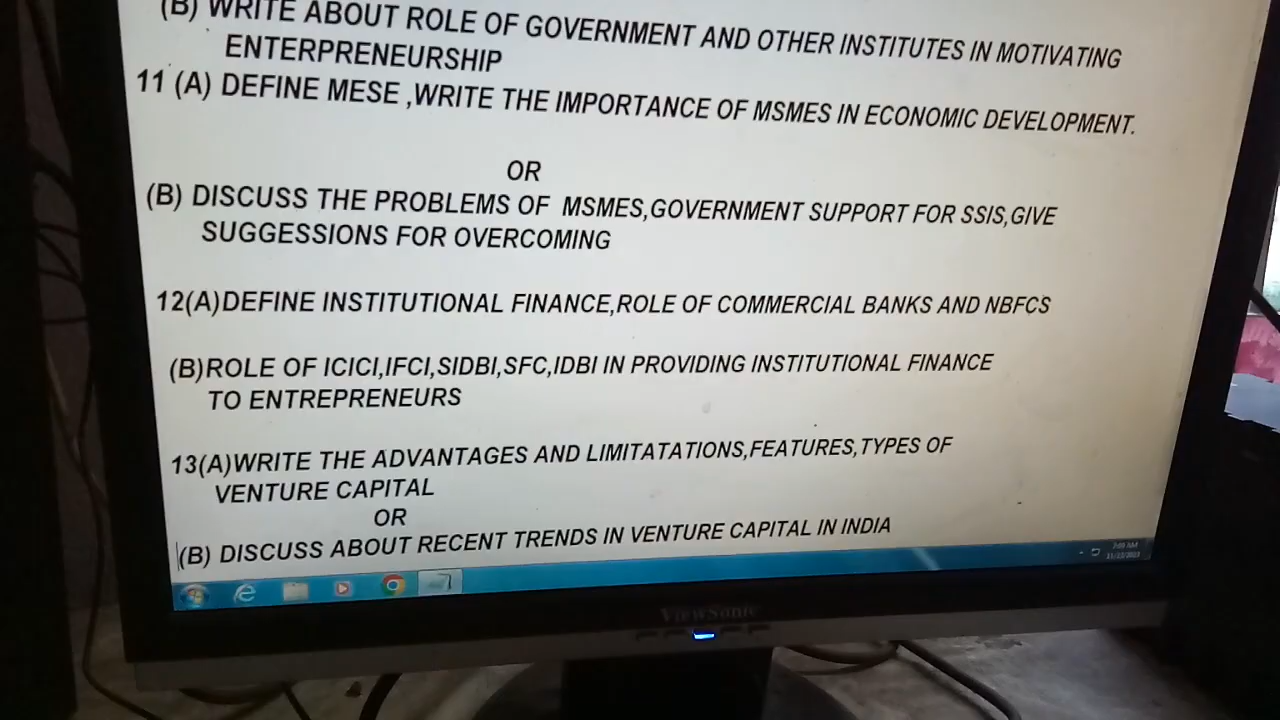 (B) WRITE ABOUT ROLE OF GOVERNMENT AND OTHER INSTITUTES IN MOTIVATING
ENTERPRENEURSHIP
11 (A) DEFINE MESE ,WRITE THE IMPORTANCE OF MSMES IN ECONOMIC DEVELOPMENT.
OR
(B) DISCUSS THE PROBLEMS OF MSMES,GOVERNMENT SUPPORT FOR SSIS,GIVE
SUGGESSIONS FOR OVERCOMING
12(A)DEFINE INSTITUTIONAL FINANCE,ROLE OF COMMERCIAL BANKS AND NBFCS
(B)ROLE OF ICICI,IFCI,SIDBI,SFC,IDBI IN PROVIDING INSTITUTIONAL FINANCE
TO ENTREPRENEURS
13(A)WRITE THE ADVANTAGES AND LIMITATATIONS,FEATURES,TYPES OF
VENTURE CAPITAL
OR
(B) DISCUSS ABOUT RECENT TRENDS IN VENTURE CAPITAL IN INDIA
ViewSonic